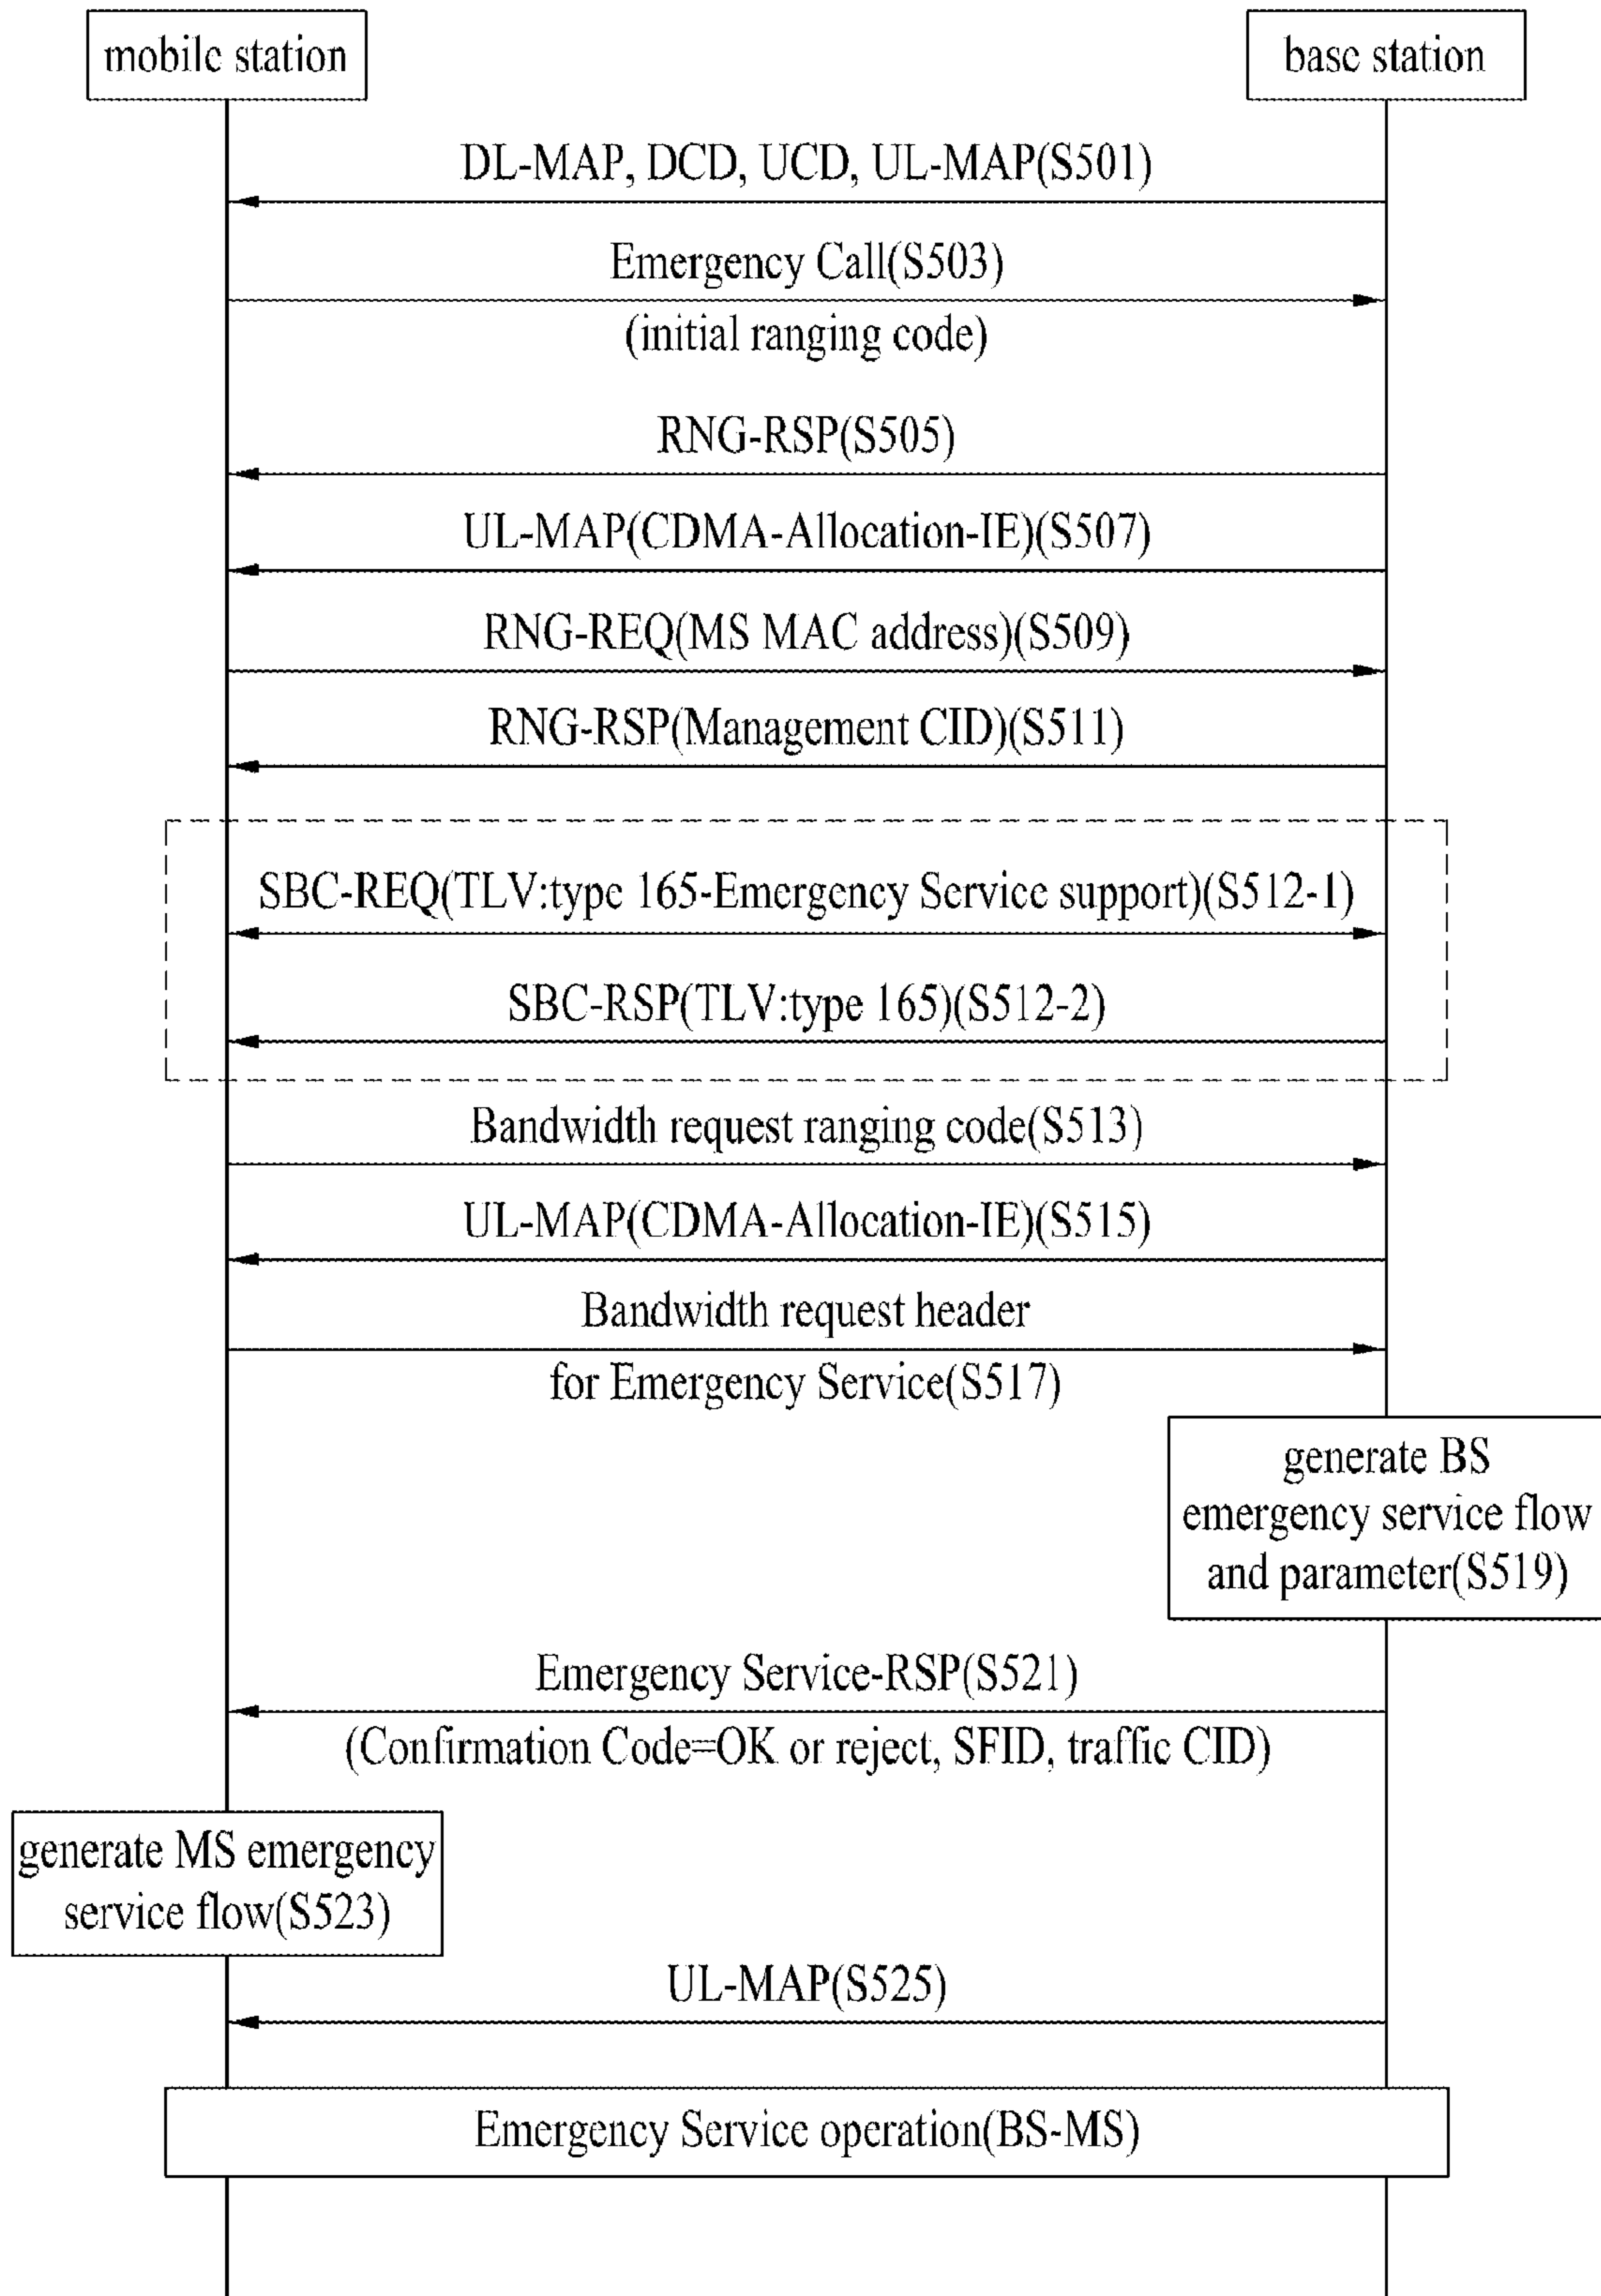 mobile station
base station
DL-MAP, DCD, UCD, UL-MAP(S501)
Emergency Call(S503)
(initial ranging code)
RNG-RSP(S505)
UL-MAP(CDMA-Allocation-IE)(S507)
RNG-REQ(MS MAC address)(S509)
RNG-RSP(Management CID)(S511)
SBC-REQ(TLV:type 165-Emergency Service support)(S512-1)
SBC-RSP(TLV:type 165)(S512-2)
Bandwidth request ranging code(S513)
UL-MAP(CDMA-Allocation-IE)(S515)
Bandwidth request header
for Emergency Service(S517)
generate BS
emergency service flow
and parameter(S519)
Emergency Service-RSP(S521)
(Confirmation Code=OK or reject, SFID, traffic CID)
generate MS emergency
service flow(S523)
UL-MAP(S525)
Emergency Service operation(BS-MS)